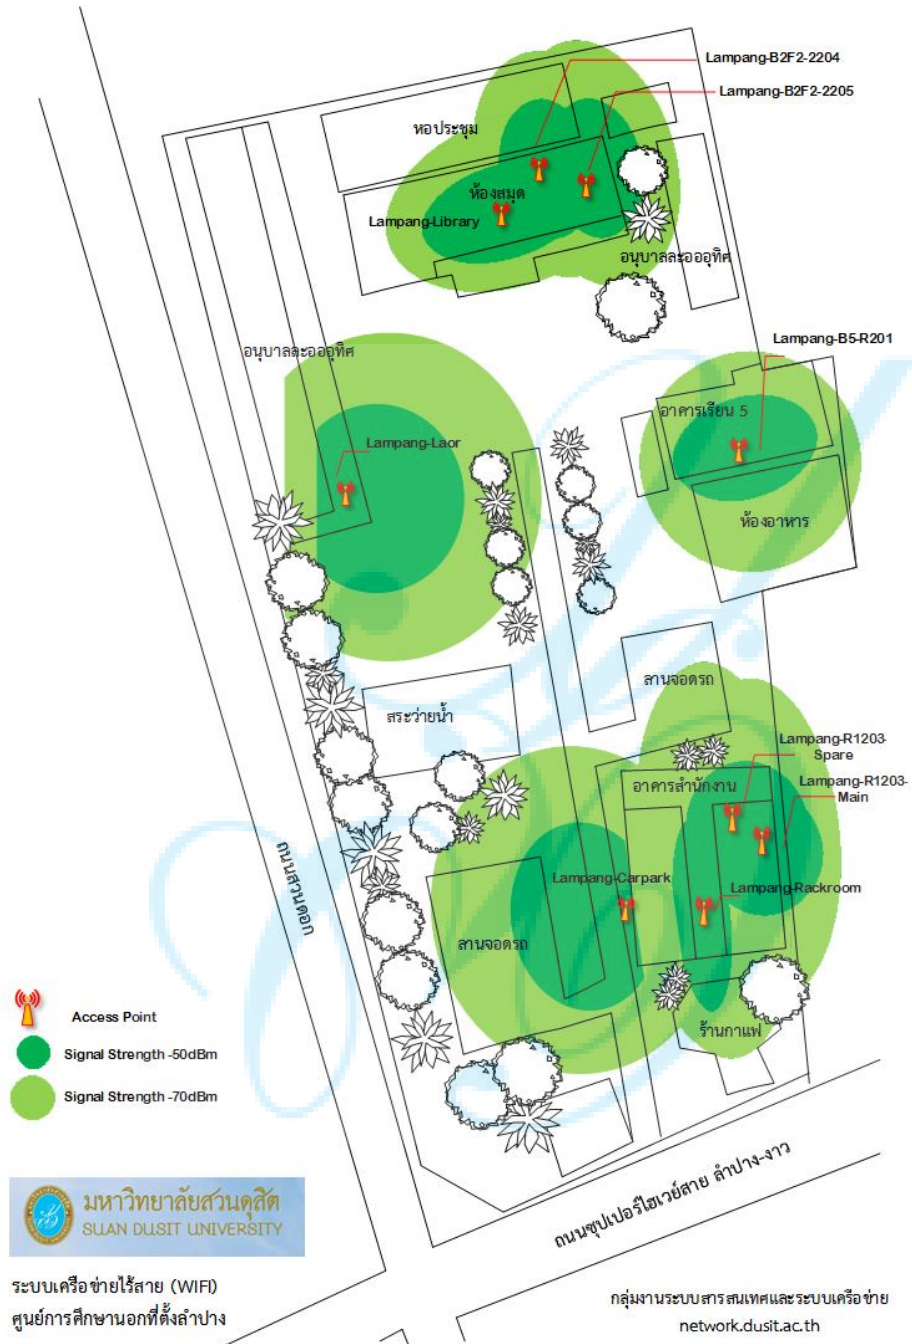 Lampang-B2F2-2204
Lampang-B2F2-2205
หอประชุม
ห้องสมุด
Lampang-Library
อนุบาลละอออุทิศ
Lampang-B5-R201
อนุบาลละอออุทิศ
อาคารเรียน 5
Lampang-Laor
ห้องอาหาร
ลานจอดรถ
สระว่ายน้ำ
Lampang-R1203-
Spare
อาคารสำนักงาน
Lampang-R1203-
Main
ถนนสวนดอก
Lampang-Carpark
Lampang-Rackroom
ลานจอดรถ
Access Point
ร้านกาแฟ
Signal Strength -50dBm
Signal Strength -70dBm
ถนนซุปเปอร์ไฮเวย์สาย ลำปาง-งาว
มหาวิทยาลัยสวนดุสิต
SUAN DUSIT UNIVERSITY
ระบบเครือข่ายไร้สาย (WIFI)
ศูนย์การศึกษานอกที่ตั้งลำปาง
กลุ่มงานระบบสารสนเทศและระบบเครือข่าย
network.dusit.ac.th